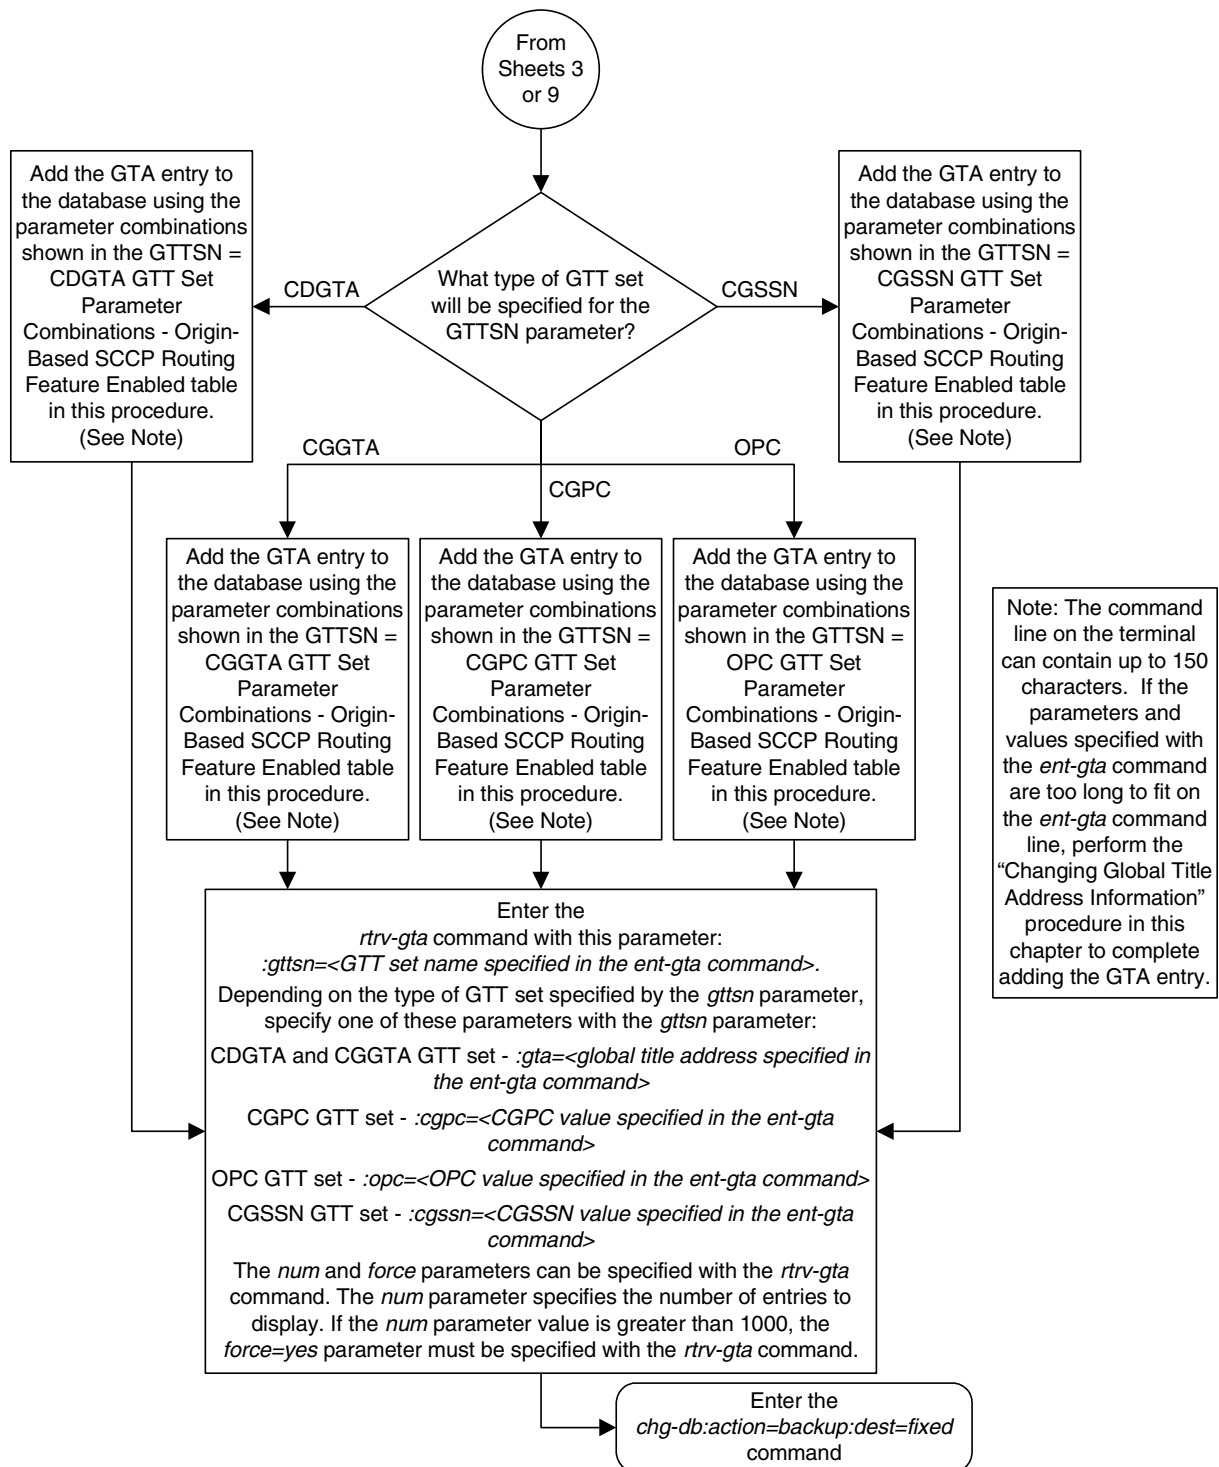 From
Sheets 3
or 9
Add the GTA entry to
the database using the
parameter combinations
shown in the GTTSN =
CDGTA GTT Set
Parameter
Combinations - Origin-
Based SCCP Routing
Feature Enabled table
in this procedure.
(See Note)
CDGTA
What type of GTT set
will be specified for the
GTTSN parameter?
CGSSN
Add the GTA entry to
the database using the
parameter combinations
shown in the GTTSN =
CGSSN GTT Set
Parameter
Combinations - Origin-
Based SCCP Routing
Feature Enabled table
in this procedure.
(See Note)
CGGTA
CGPC
OPC
Add the GTA entry to
the database using the
parameter combinations
shown in the GTTSN =
CGGTA GTT Set
Parameter
Combinations - Origin-
Based SCCP Routing
Feature Enabled table
in this procedure.
(See Note)
Add the GTA entry to
the database using the
parameter combinations
shown in the GTTSN =
CGPC GTT Set
Parameter
Combinations - Origin-
Based SCCP Routing
Feature Enabled table
in this procedure.
(See Note)
Add the GTA entry to
the database using the
parameter combinations
shown in the GTTSN =
OPC GTT Set
Parameter
Combinations - Origin-
Based SCCP Routing
Feature Enabled table
in this procedure.
(See Note)
Note: The command
line on the terminal
can contain up to 150
characters. If the
parameters and
values specified with
the ent-gta command
are too long to fit on
the ent-gta command
line, perform the
“Changing Global Title
Address Information”
procedure in this
chapter to complete
adding the GTA entry.
Enter the
rtrv-gta command with this parameter:
:gttsn=<GTT set name specified in the ent-gta command>.
Depending on the type of GTT set specified by the gttsn parameter,
specify one of these parameters with the gttsn parameter:
CDGTA and CGGTA GTT set - :gta=<global title address specified in
the ent-gta command>
CGPC GTT set - :cgpc=<CGPC value specified in the ent-gta
command>
OPC GTT set - :opc=<OPC value specified in the ent-gta command>
CGSSN GTT set - :cgssn=<CGSSN value specified in the ent-gta
command>
The num and force parameters can be specified with the rtrv-gta
command. The num parameter specifies the number of entries to
display. If the num parameter value is greater than 1000, the
force=yes parameter must be specified with the rtrv-gta command.
Enter the
chg-db:action=backup:dest=fixed
command